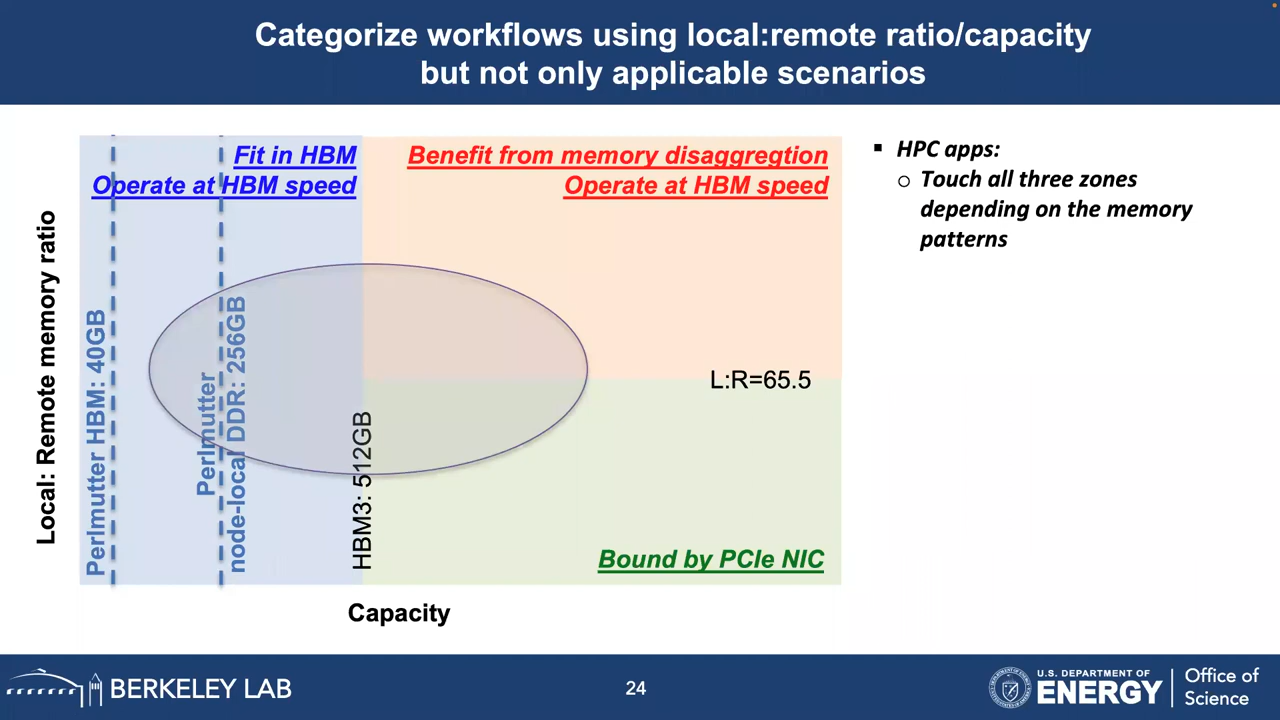 Categorize workflows using local:remote ratio/capacity
but not only applicable scenarios
Fit in HBM
Operate at HBM speed
Benefit from memory disaggregtion
Operate at HBM speed
Local: Remote memory ratio
Perlmutter HBM: 40GB
Perlmutter
node-local DDR: 256GB
HBM3: 512GB
L:R=65.5
Bound by PCIe NIC
Capacity
▪ HPC apps:
o Touch all three zones
depending on the memory
patterns
BERKELEY LAB
24
U.S. DEPARTMENT OF
ENERGY
Office of
Science